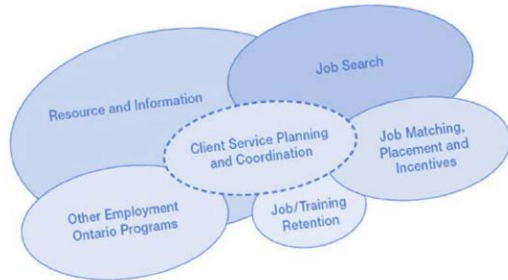 Job Search
Resource and Information
Client Service Planning
and Coordination
Job Matching,
Placement and
Incentives
Other Employment
Ontario Programs
Job/Training
Retention